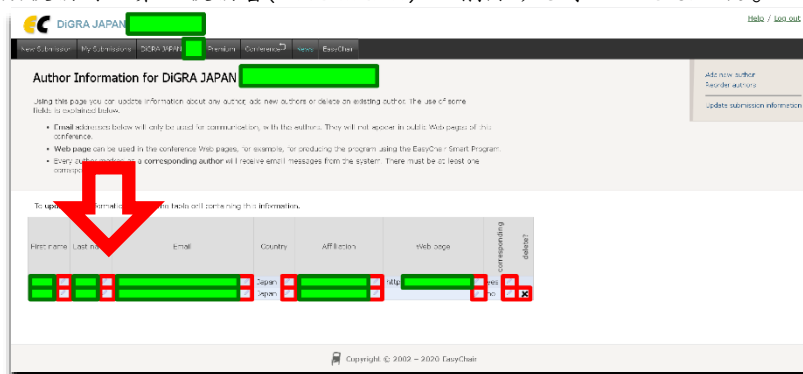 DiGRA JAPAN
Help / Log out
New Submission My Submissions DiGRA JAPAN Premium Conference News EasyChair
Author Information for DiGRA JAPAN
Add new author
Reorder authors
Update submission information
Using this page you can update information about any author, add new authors or delete an existing author. The use of some
fields is explained below.
• Email addresses below will only be used for communication, with the authors. They will not appear in public Web pages of this
conference.
• Web page can be used in the conference Web pages, for example, for producing the program using the EasyChair Smart Program.
• Every author marked as a corresponding author will receive email messages from the system. There must be at least one
To table cell containing this information.
First name Last Email Country Affiliation Web page corresponding delete?
Japan http yes
Japan no
Copyright © 2002 – 2020 EasyChair